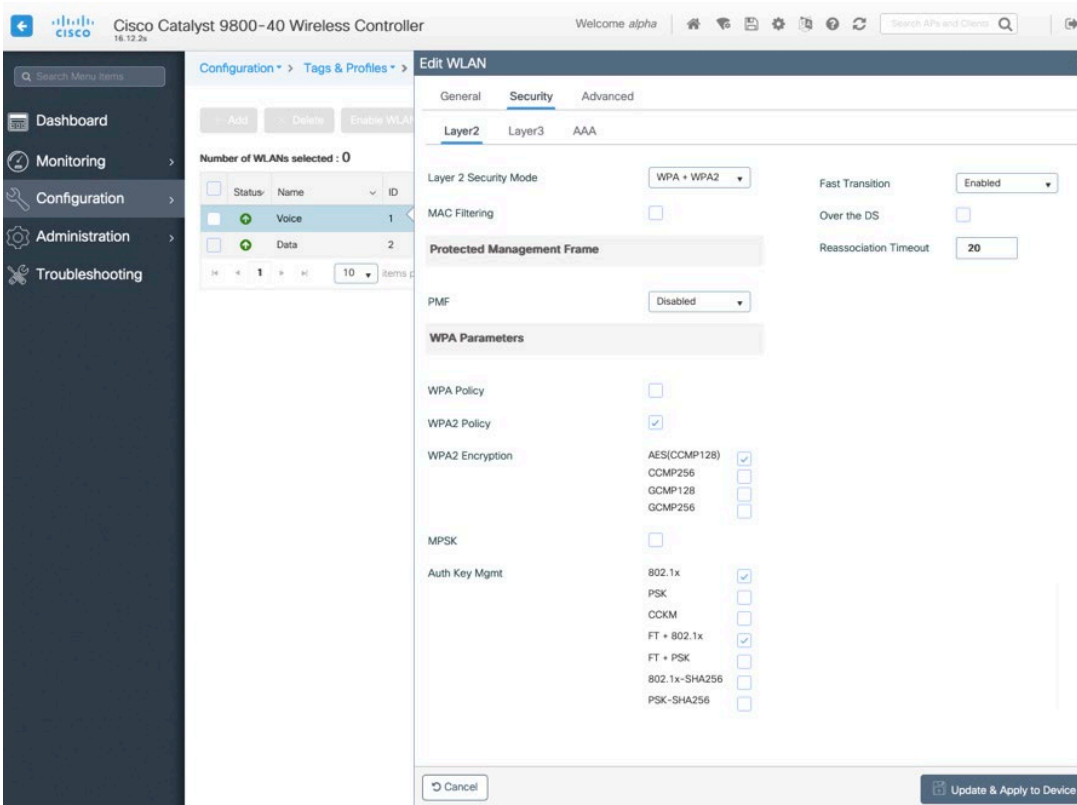 CISCO
Cisco Catalyst 9800-40 Wireless Controller
16.12.2s
Welcome alpha
Search APs and Clients
Search Menu Items
Dashboard
Monitoring
Configuration
Administration
Troubleshooting
Configuration > Tags & Profiles >
Add Delete Enable WLAN
Number of WLANs selected : 0
Status Name ID
Voice 1
Data 2
1 10 items
Edit WLAN
General Security Advanced
Layer2 Layer3 AAA
Layer 2 Security Mode WPA + WPA2
MAC Filtering
Protected Management Frame
PMF Disabled
WPA Parameters
WPA Policy
WPA2 Policy
WPA2 Encryption AES(CCMP128)
CCMP256
GCMP128
GCMP256
MPSK
Auth Key Mgmt 802.1x
PSK
CCKM
FT + 802.1x
FT + PSK
802.1x-SHA256
PSK-SHA256
Fast Transition Enabled
Over the DS
Reassociation Timeout 20
Cancel
Update & Apply to Device